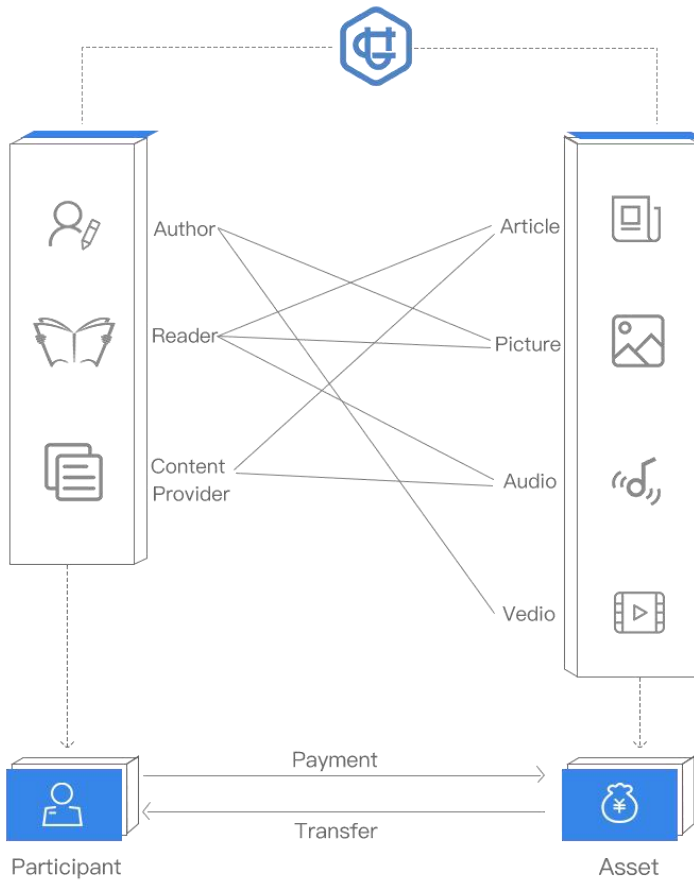 Author
Article
Reader
Picture
Content
Provider
Audio
Vedio
Payment
¥
Transfer
Participant
Asset